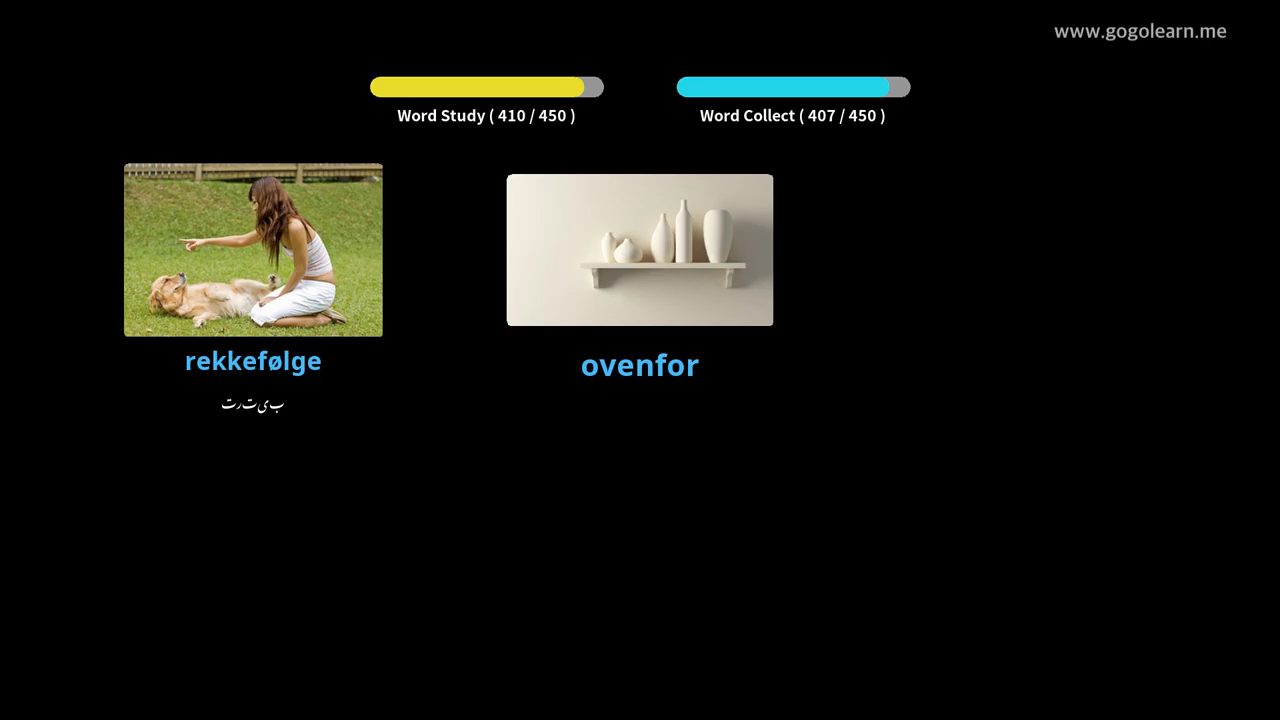 www.gogolearn.me
Word Study ( 410 / 450 )
Word Collect ( 407 / 450 )
rekkefølge
ترتیب
ovenfor